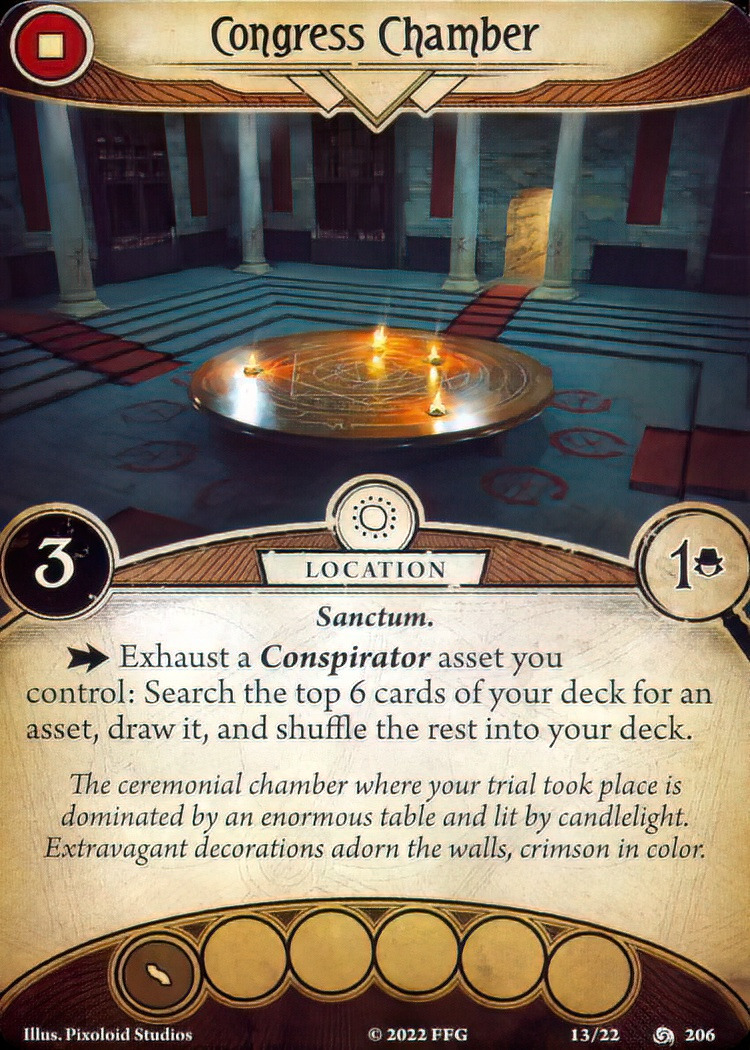 Congress Chamber
3
LOCATION
1
Sanctum.
Exhaust a Conspirator asset you
control: Search the top 6 cards of your deck for an
asset, draw it, and shuffle the rest into your deck.
The ceremonial chamber where your trial took place is
dominated by an enormous table and lit by candlelight.
Extravagant decorations adorn the walls, crimson in color.
Illus. Pixoloid Studios © 2022 FFG 13/22 206